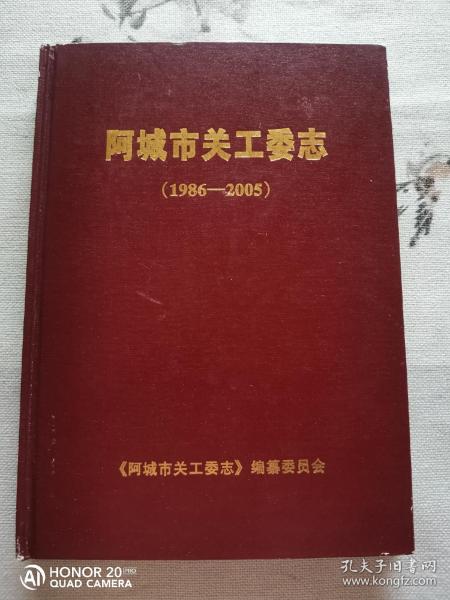 阿城市关工委志
(1986—2005)
《阿城市关工委志》编纂委员会
AI HONOR 20 PRO
QUAD CAMERA
孔夫子旧书网
www.kongfz.com